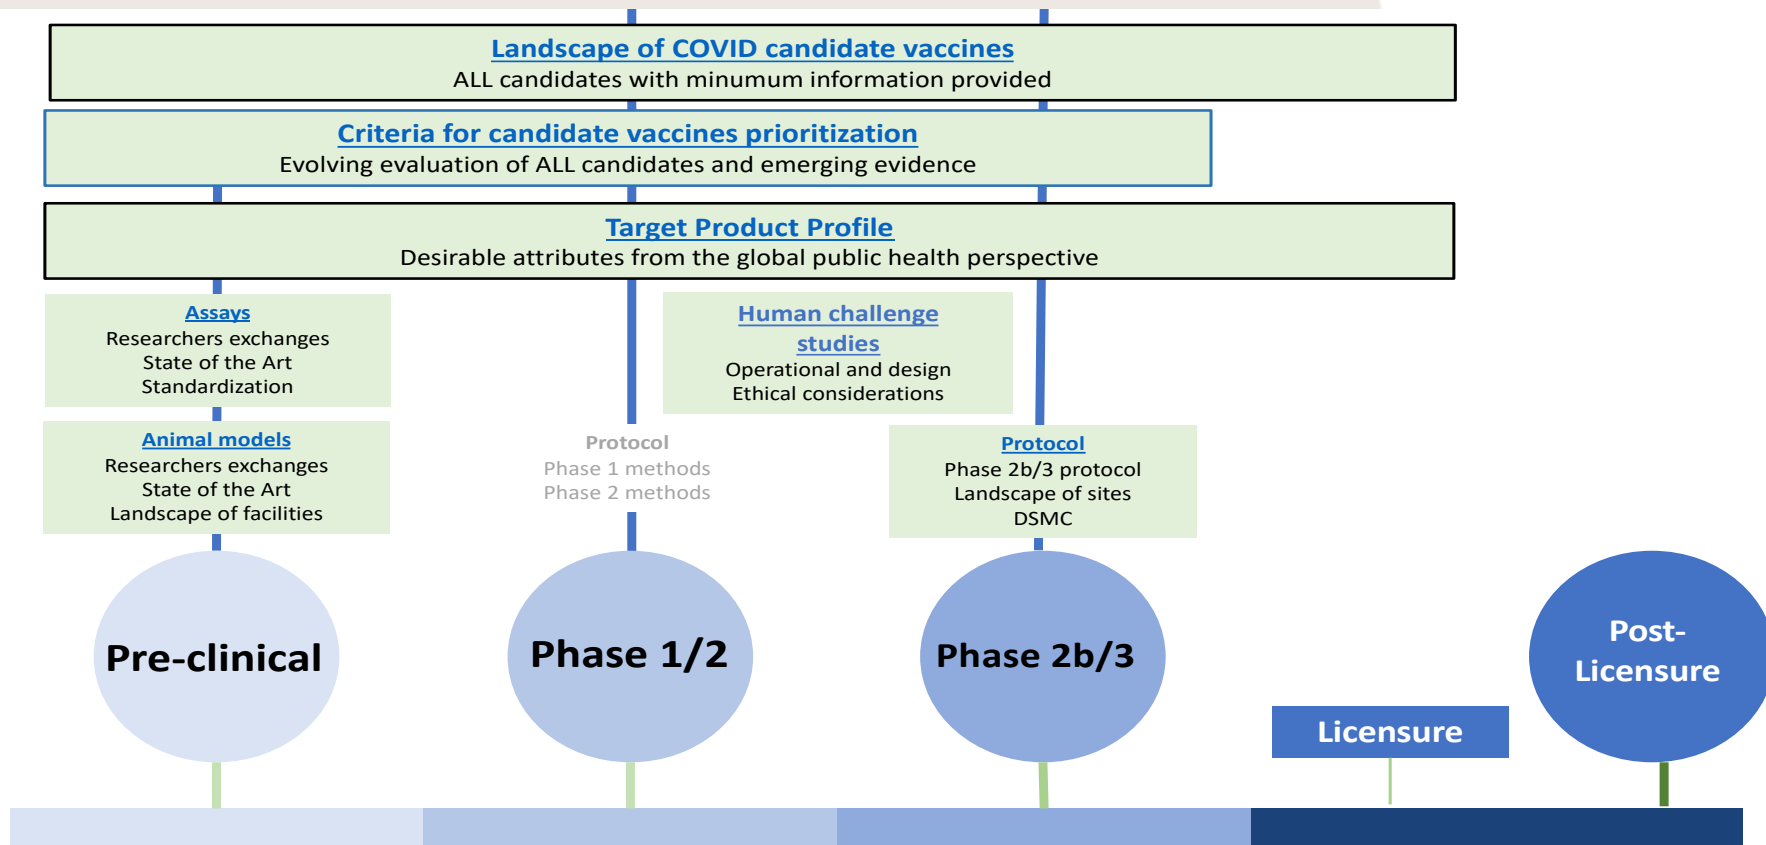 Landscape of COVID candidate vaccines
ALL candidates with minumum information provided
Criteria for candidate vaccines prioritization
Evolving evaluation of ALL candidates and emerging evidence
Target Product Profile
Desirable attributes from the global public health perspective
Assays
Researchers exchanges
State of the Art
Standardization
Human challenge
studies
Operational and design
Ethical considerations
Animal models
Researchers exchanges
State of the Art
Landscape of facilities
Protocol
Phase 1 methods
Phase 2 methods
Protocol
Phase 2b/3 protocol
Landscape of sites
DSMC
Pre-clinical
Phase 1/2
Phase 2b/3
Licensure
Post-
Licensure